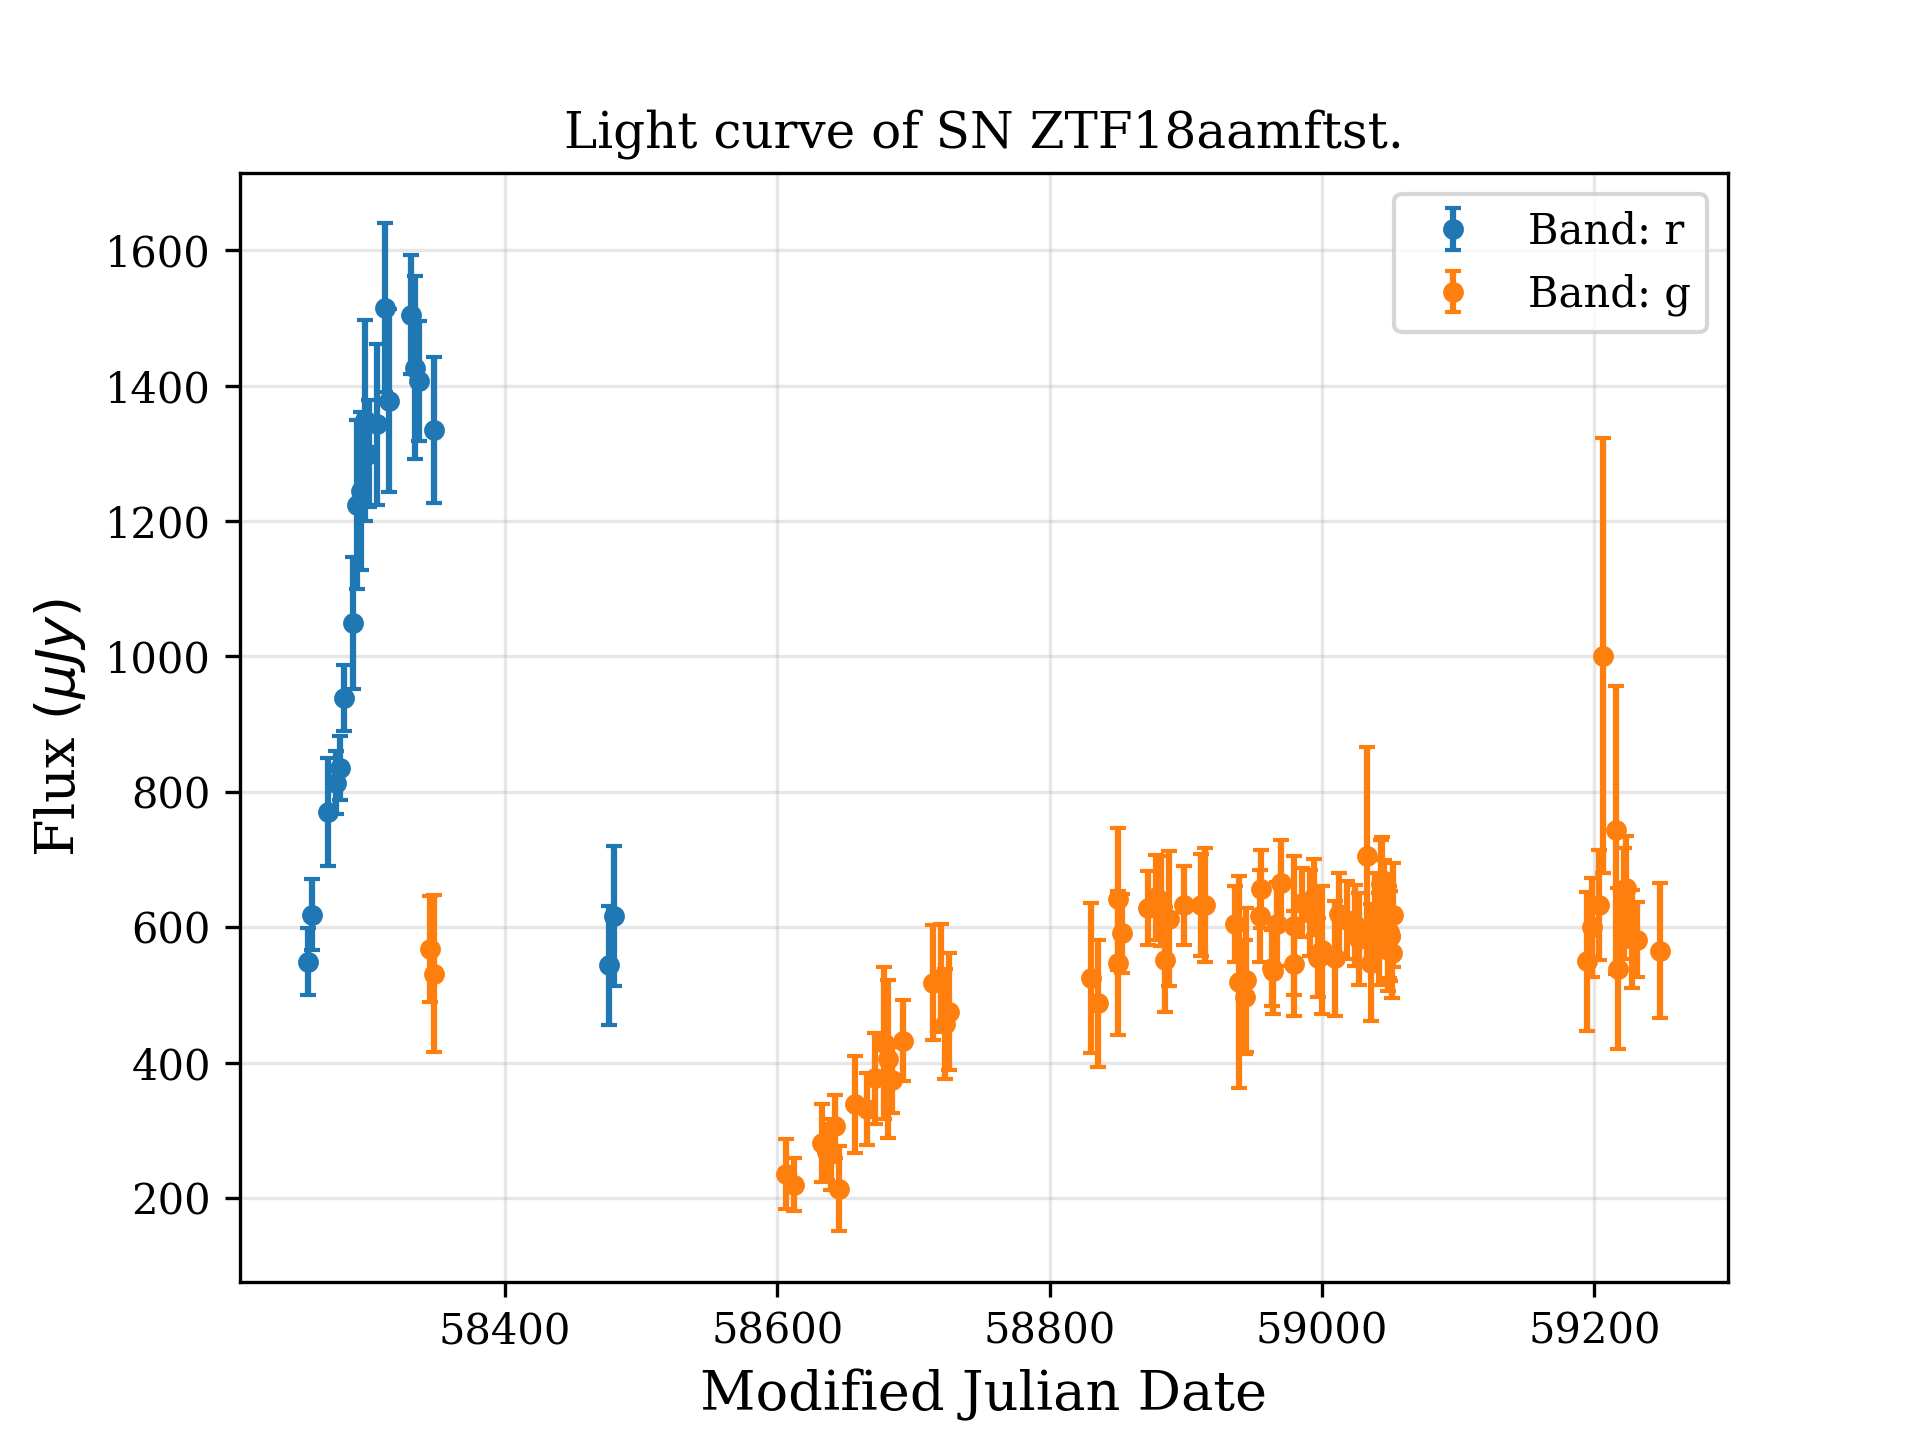 Light curve of SN ZTF18aamftst.
Band: r
Band: g
1600
1400
1200
1000
800
600
400
200
Flux (μJy)
58400 58600 58800 59000 59200
Modified Julian Date